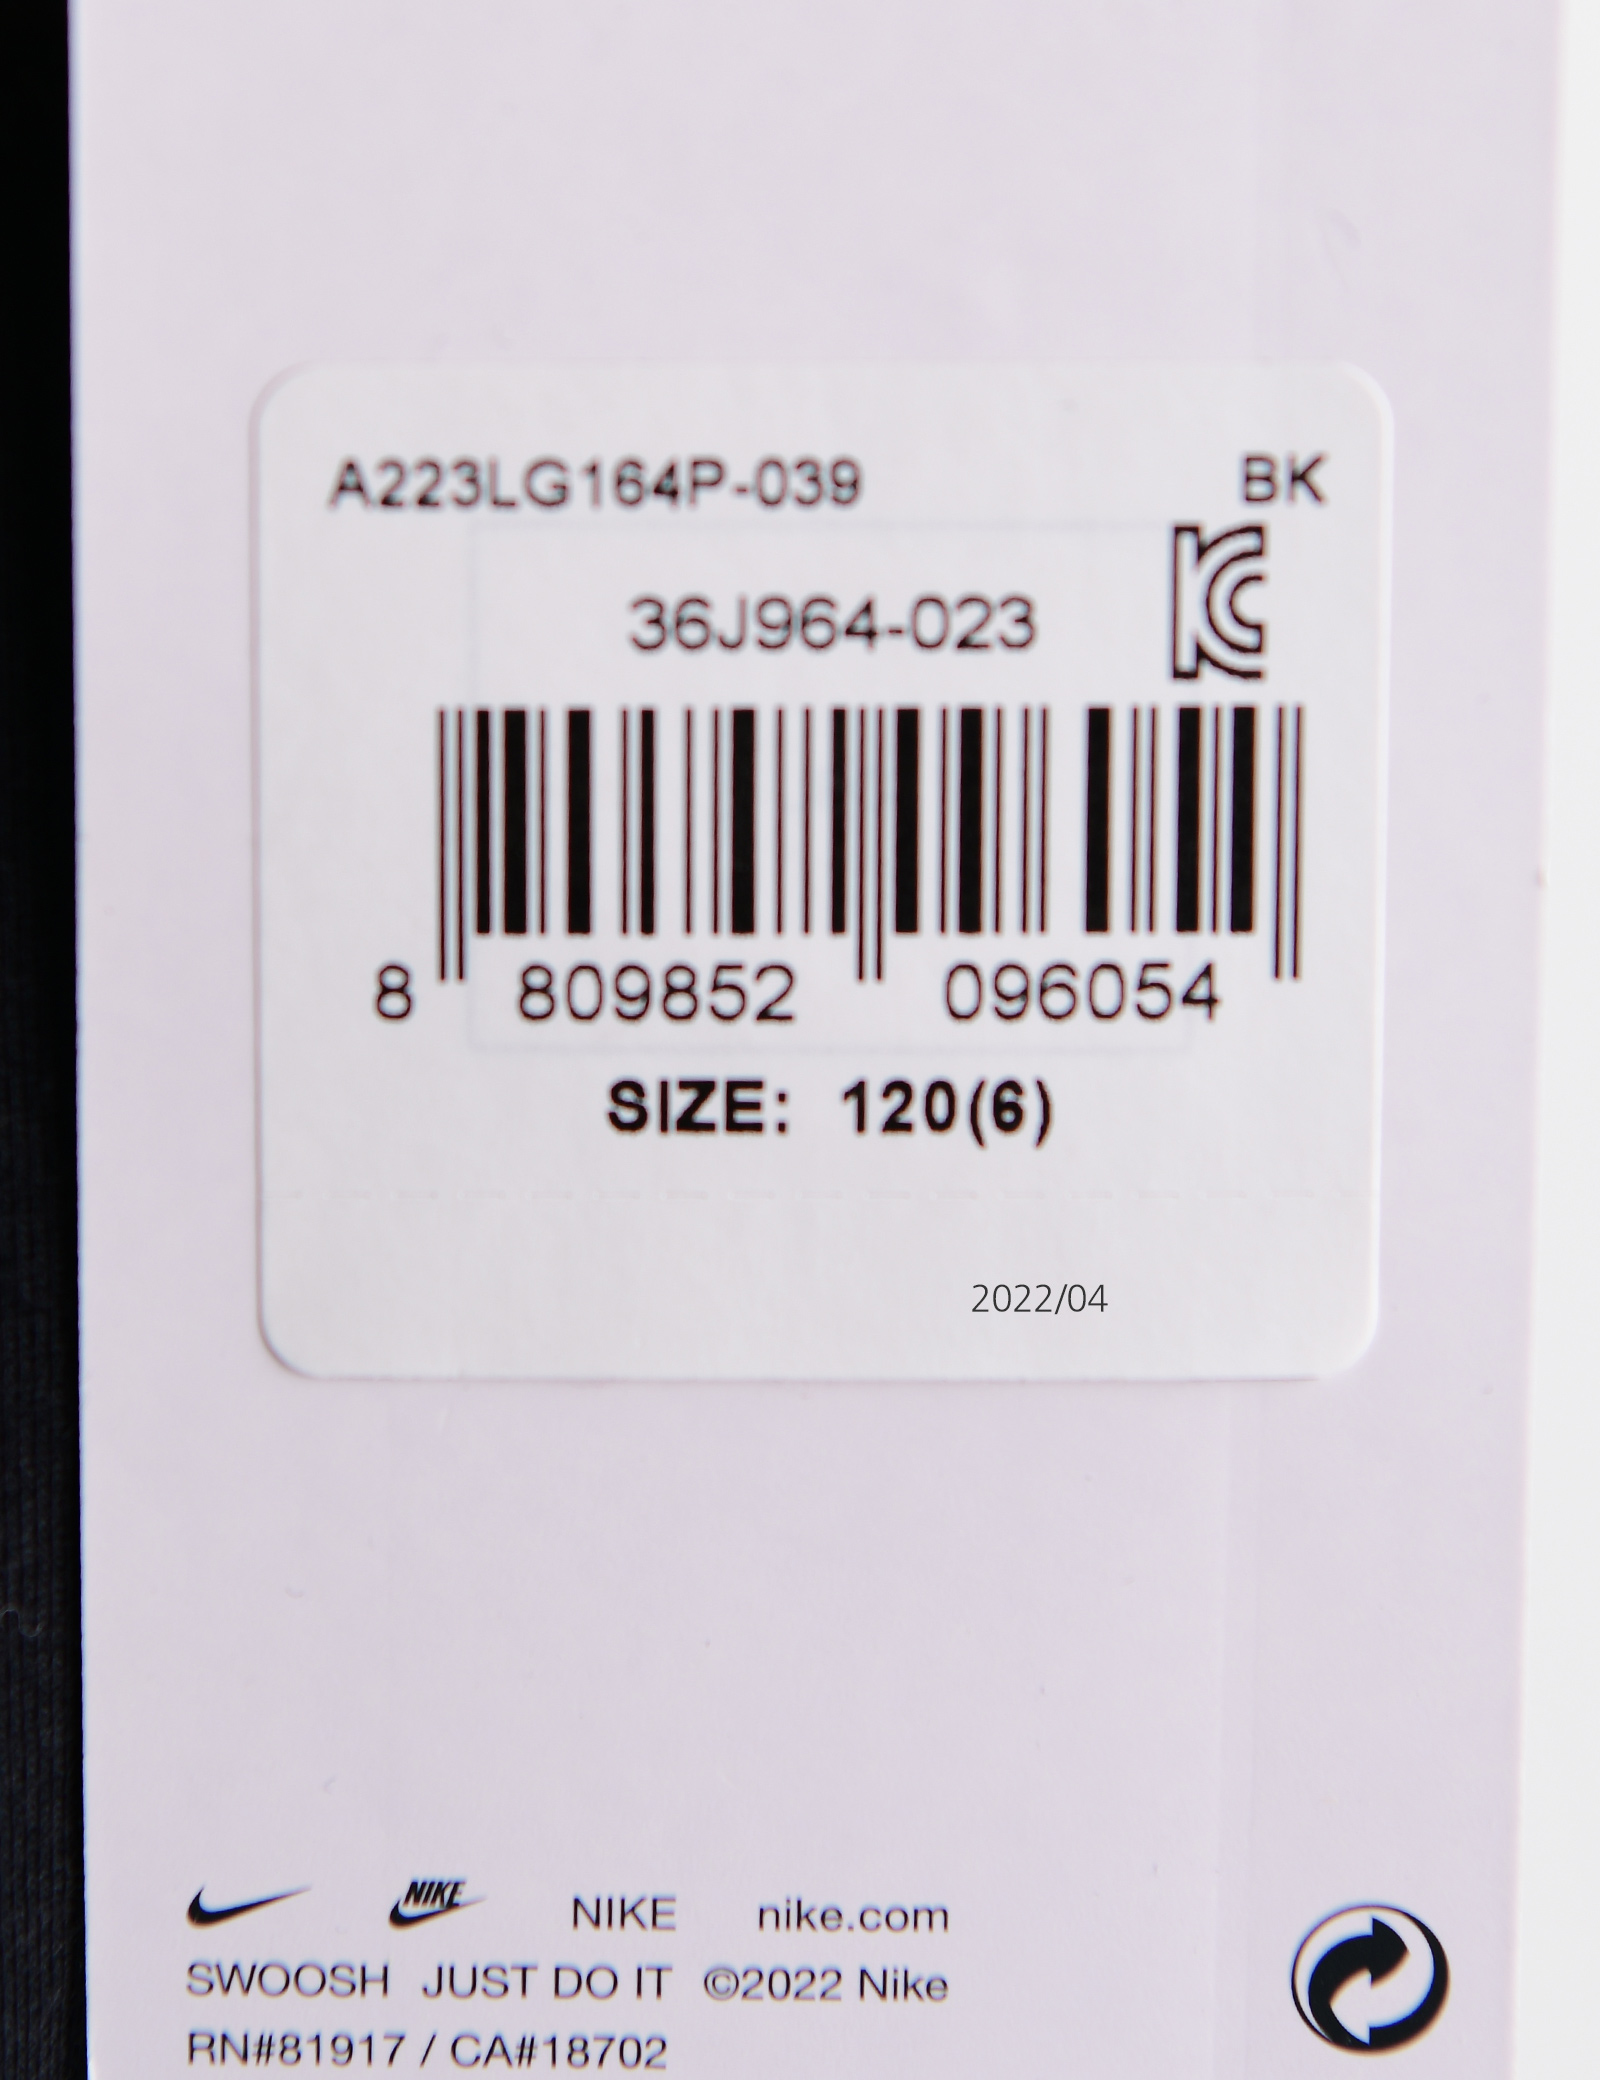 A223LG164P-039 BK
36J964-023
8 809852 096054
SIZE: 120(6)
2022/04
NIKE NIKE nike.com
SWOOSH JUST DO IT ©2022 Nike
RN#81917 / CA#18702